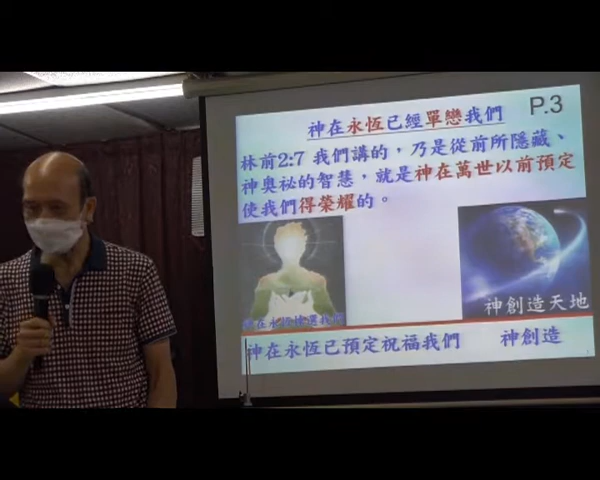 神在永恆已經單戀我們
P.3
林前2:7 我們講的，乃是從前所隱藏、
神奧祕的智慧，就是神在萬世以前預定
使我們得榮耀的。
神創造天地
神在永恆已預定祝福我們 神創造